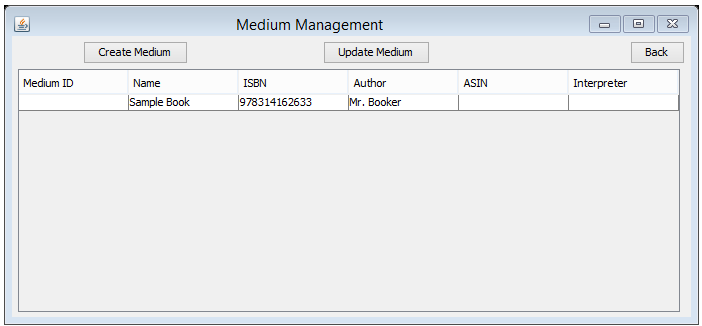 Medium Management
Create Medium Update Medium Back
Medium ID Name ISBN Author ASIN Interpreter
Sample Book 978314162633 Mr. Booker